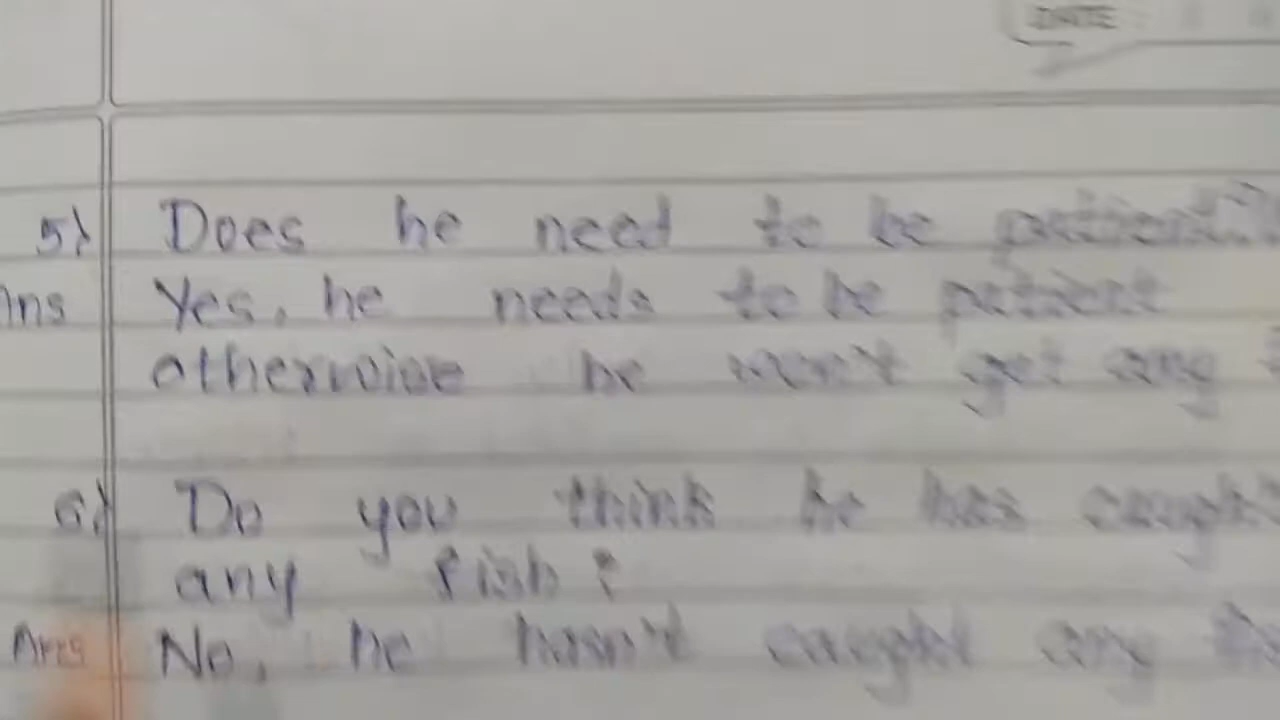 DATE
5) Does he need to be patient?
Ans Yes, he needs to be patient
otherwise he won't get any
6) Do you think he has caught
any fish?
Ans No, he hasn't caught any